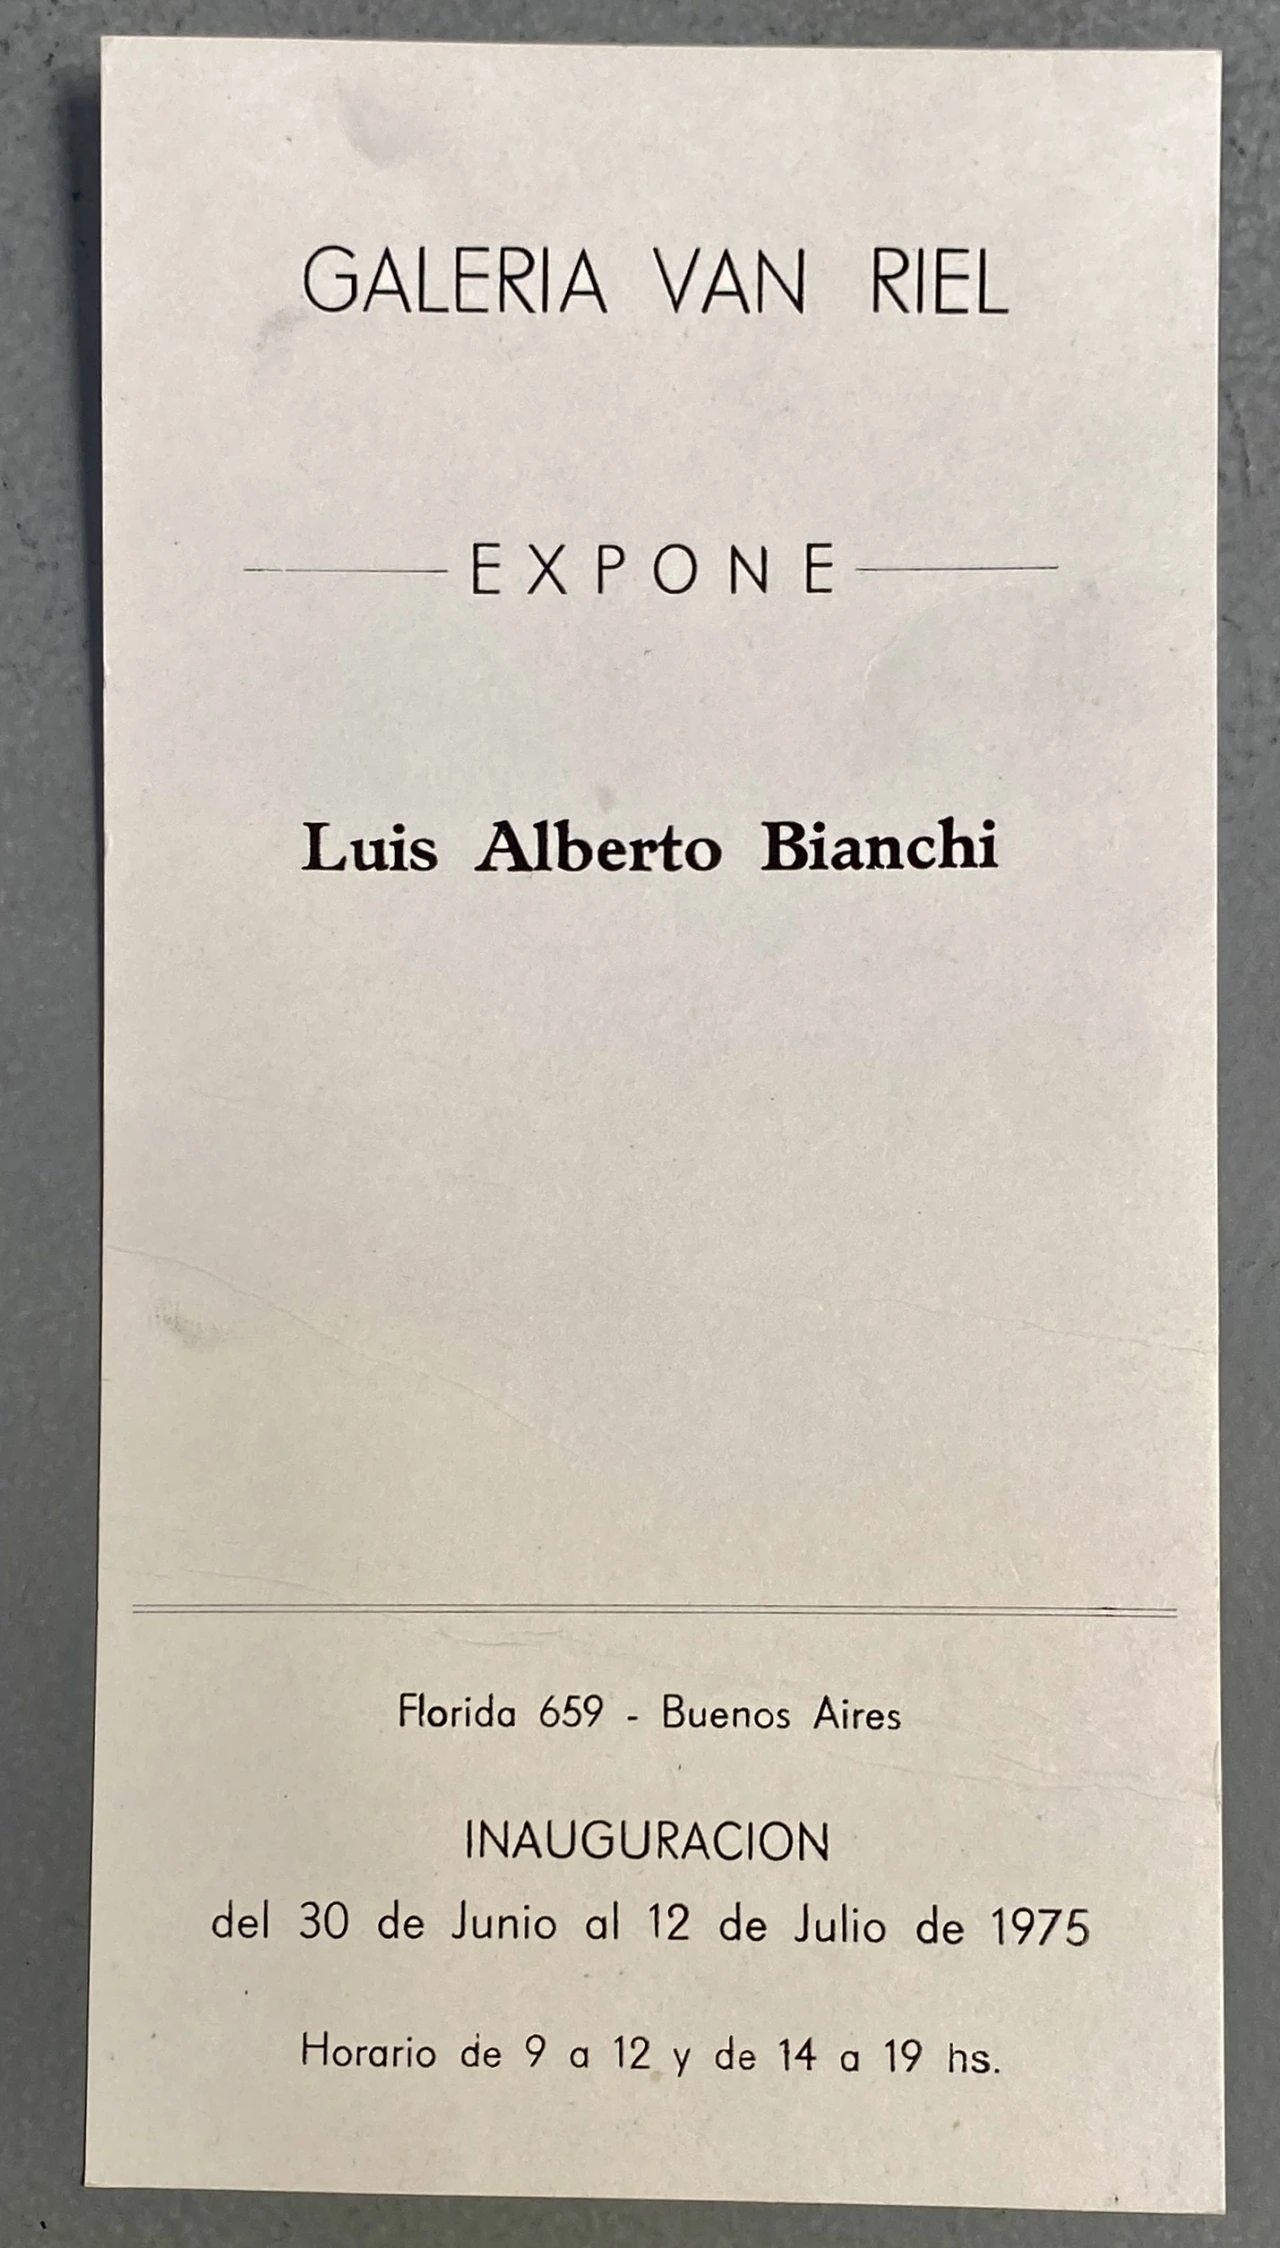 GALERIA VAN RIEL
EXPONE
Luis Alberto Bianchi
Florida 659 - Buenos Aires
INAUGURACION
del 30 de Junio al 12 de Julio de 1975
Horario de 9 a 12 y de 14 a 19 hs.